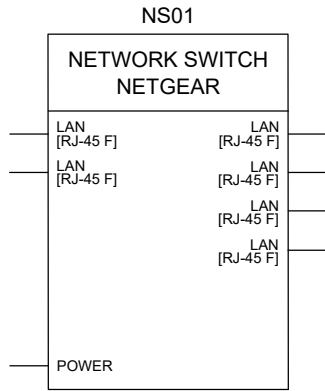 NS01
NETWORK SWITCH
NETGEAR
LAN
[RJ-45 F]
LAN
[RJ-45 F]
LAN
[RJ-45 F]
LAN
[RJ-45 F]
LAN
[RJ-45 F]
LAN
[RJ-45 F]
POWER